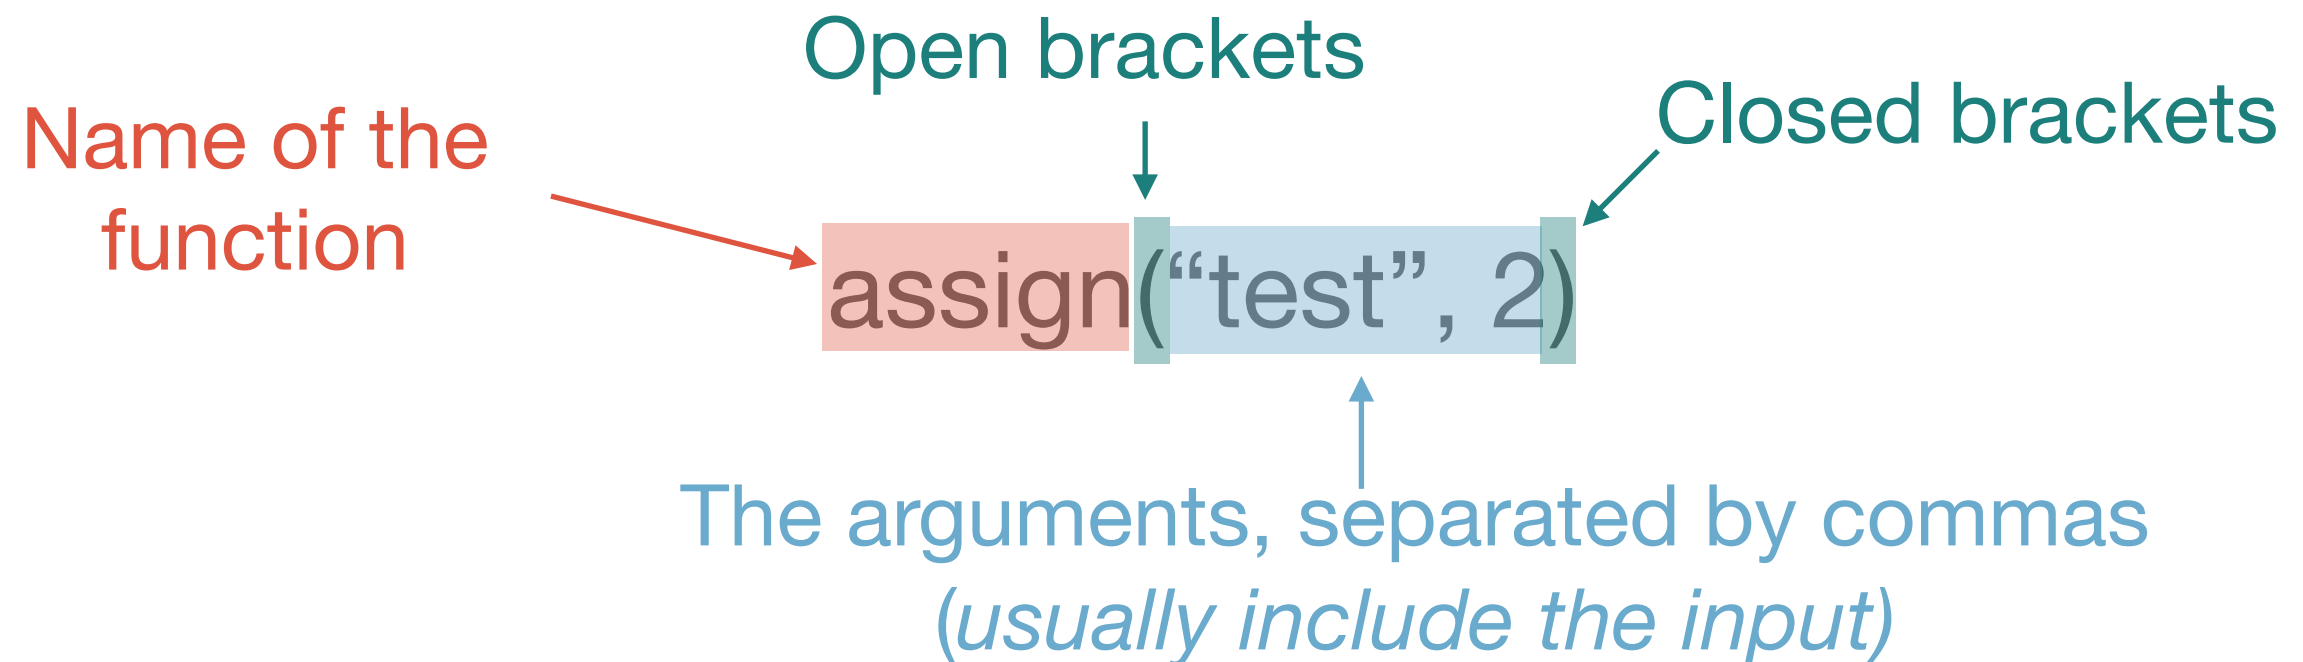 Open brackets
Closed brackets
Name of the
function
assign(“test”, 2)
The arguments, separated by commas
(usually include the input)